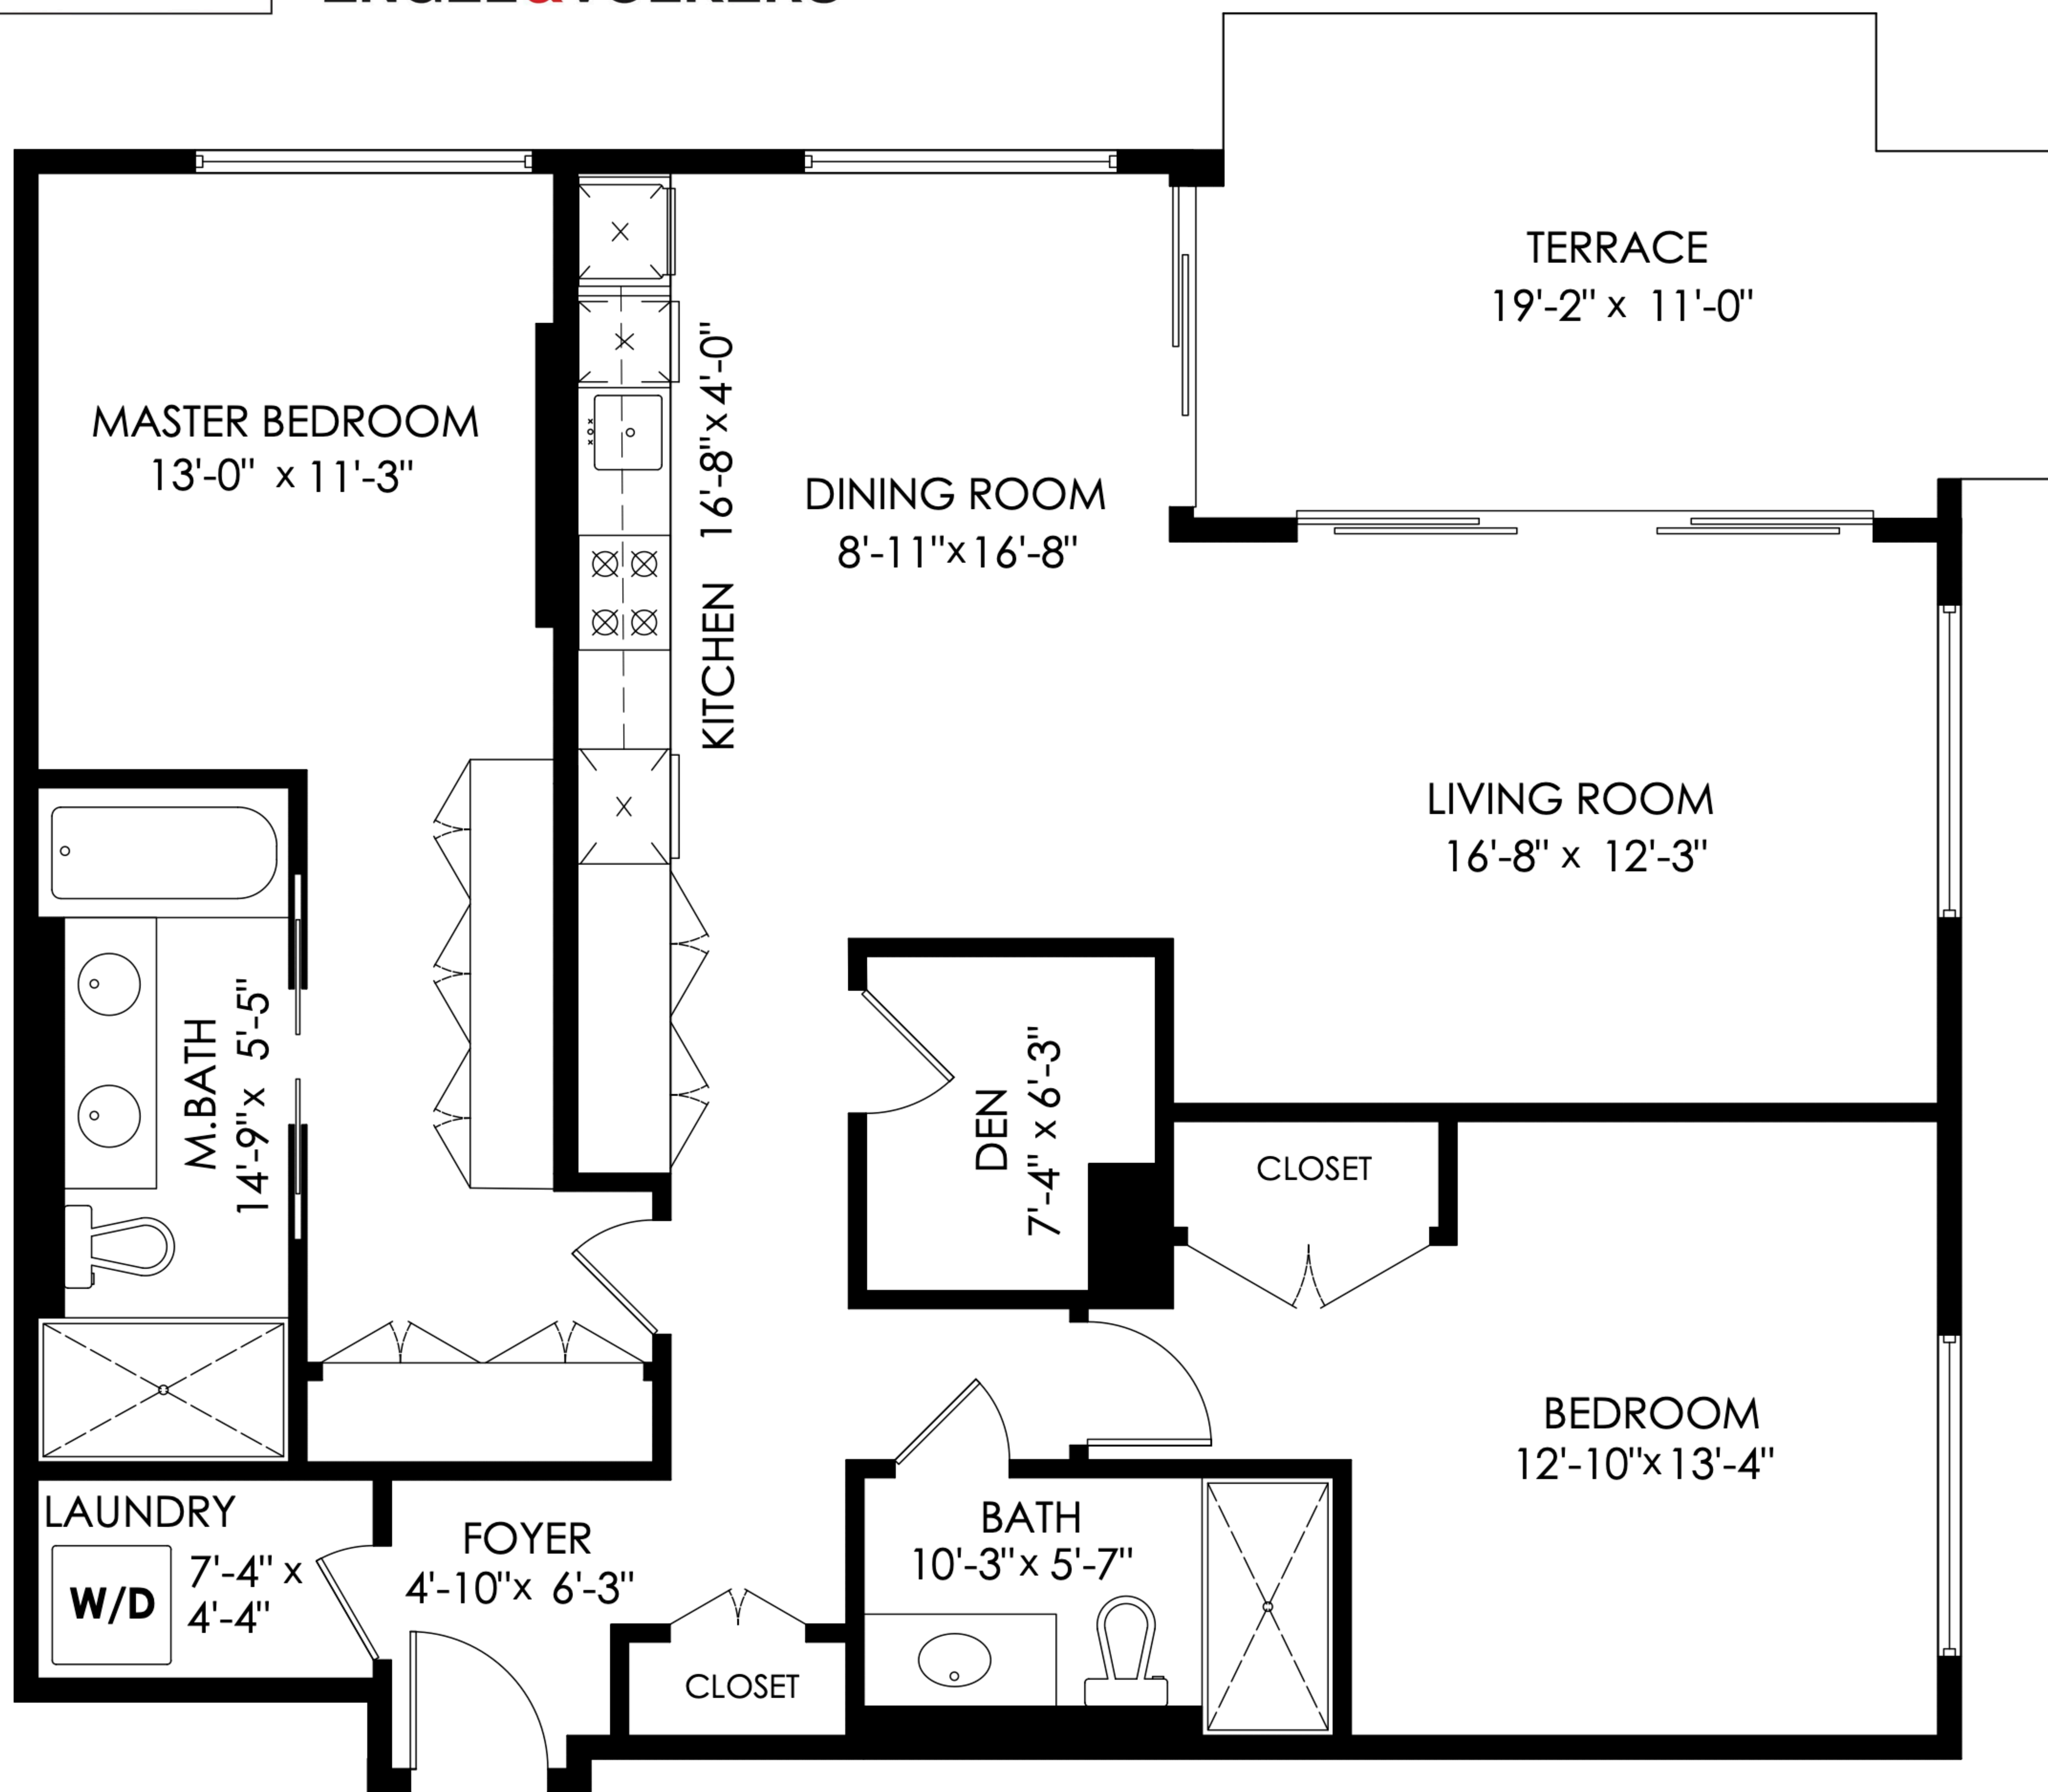 TERRACE
19'-2" x 11'-0"
MASTER BEDROOM
13'-0" x 11'-3"
KITCHEN 16'-8"x 4'-0"
DINING ROOM
8'-11"x16'-8"
LIVING ROOM
16'-8" x 12'-3"
M.BATH
14'-9"x 5'-5"
DEN
7'-4" x 6'-3"
CLOSET
BEDROOM
12'-10"x 13'-4"
LAUNDRY
7'-4" x
4'-4"
W/D
FOYER
4'-10"x 6'-3"
BATH
10'-3"x 5'-7"
CLOSET